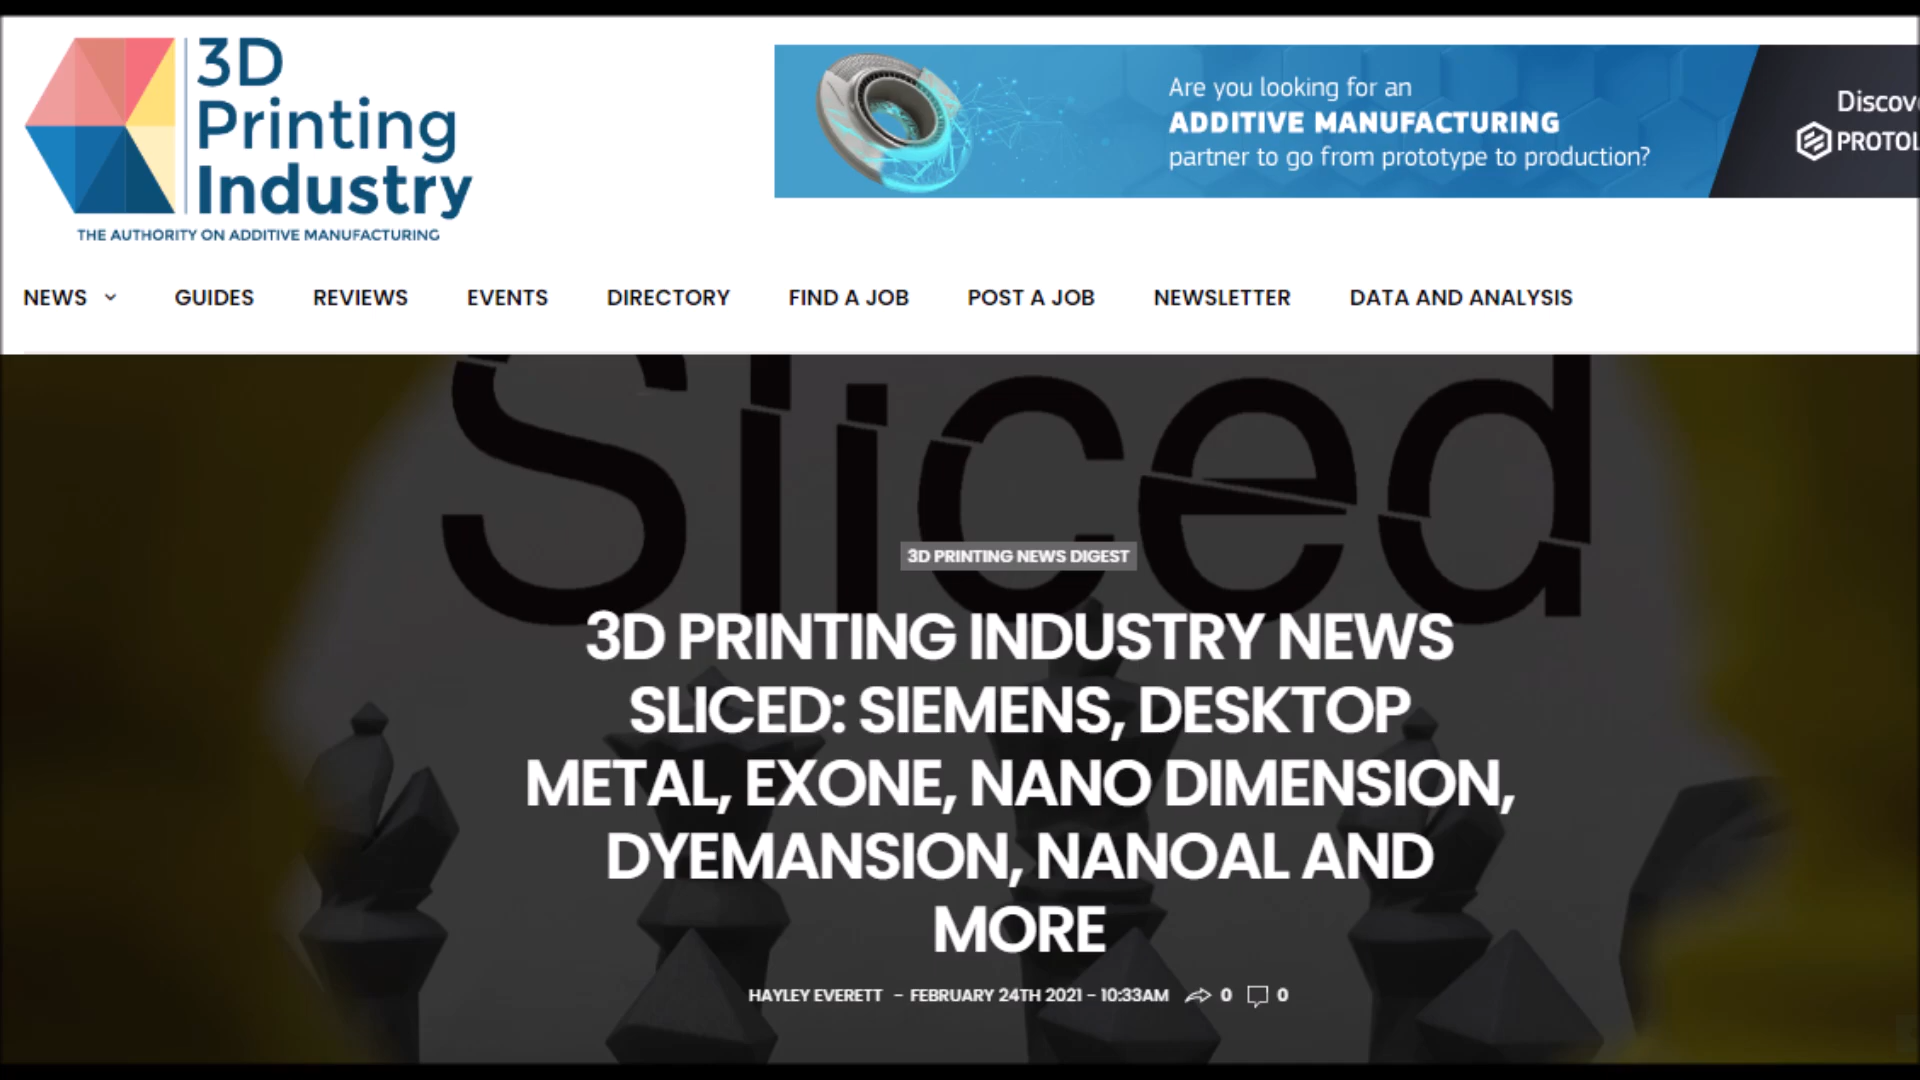 3D
Printing
Industry
THE AUTHORITY ON ADDITIVE MANUFACTURING
Are you looking for an
ADDITIVE MANUFACTURING
partner to go from prototype to production?
NEWS
GUIDES
REVIEWS
EVENTS
DIRECTORY
FIND A JOB
POST A JOB
NEWSLETTER
DATA AND ANALYSIS
Sliced
3D PRINTING NEWS DIGEST
3D PRINTING INDUSTRY NEWS
SLICED: SIEMENS, DESKTOP
METAL, EXONE, NANO DIMENSION,
DYEMANSION, NANOAL AND
MORE
HAYLEY EVERETT – FEBRUARY 24TH 2021 – 10:33AM 0 0